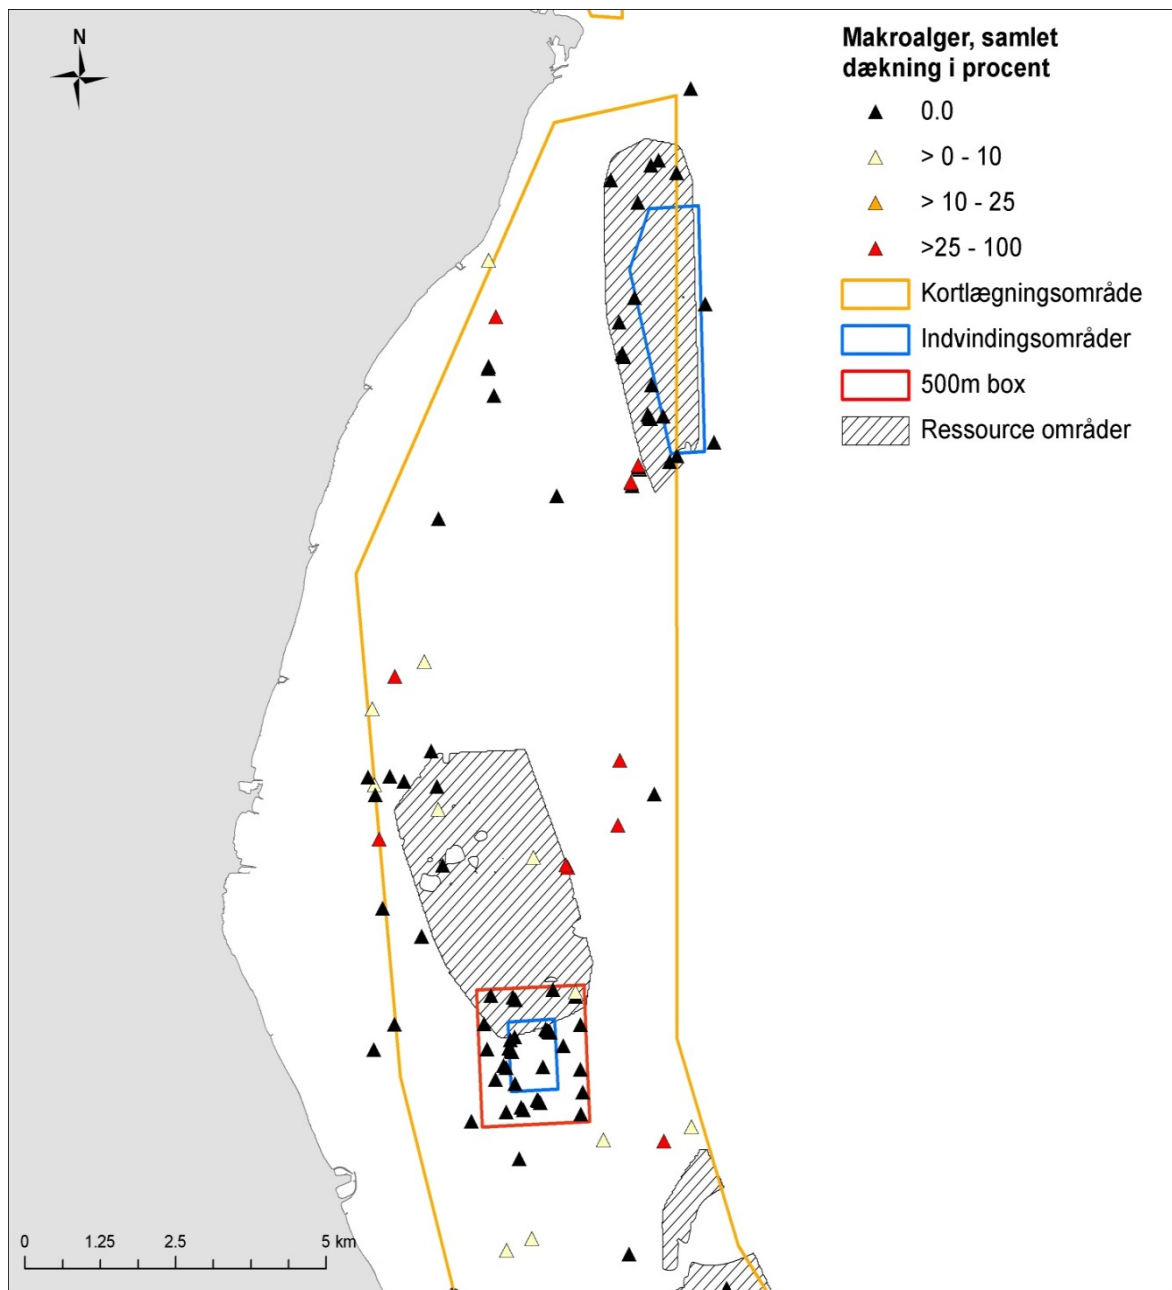 N
Makroalger, samlet
dækning i procent
0.0
> 0 - 10
> 10 - 25
>25 - 100
Kortlægningsområde
Indvindingsområder
500m box
Ressource områder
0 1.25 2.5 5 km